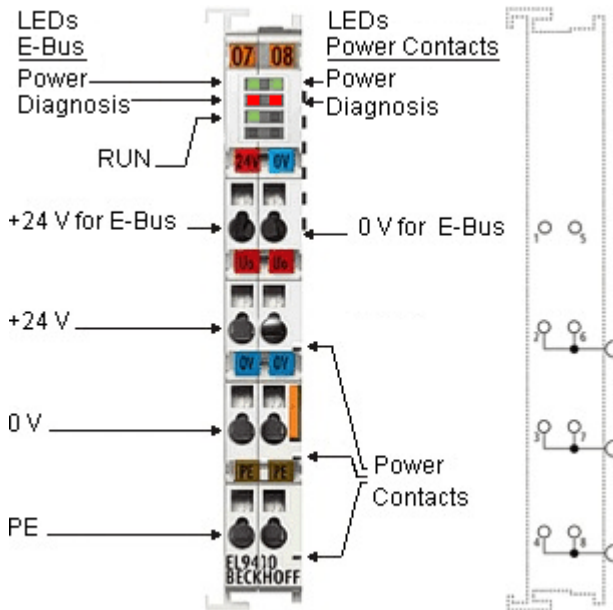 LEDs
E-Bus
LEDs
Power Contacts
07 08
Power
Power
Diagnosis
Diagnosis
RUN
24V 0V
+24 V for E-Bus
0 V for E-Bus
1 5
Uo Uo
+24 V
2 6
0V 0V
0 V
3 7
Power
Contacts
PE PE
PE
4 8
EL9410
BECKHOFF